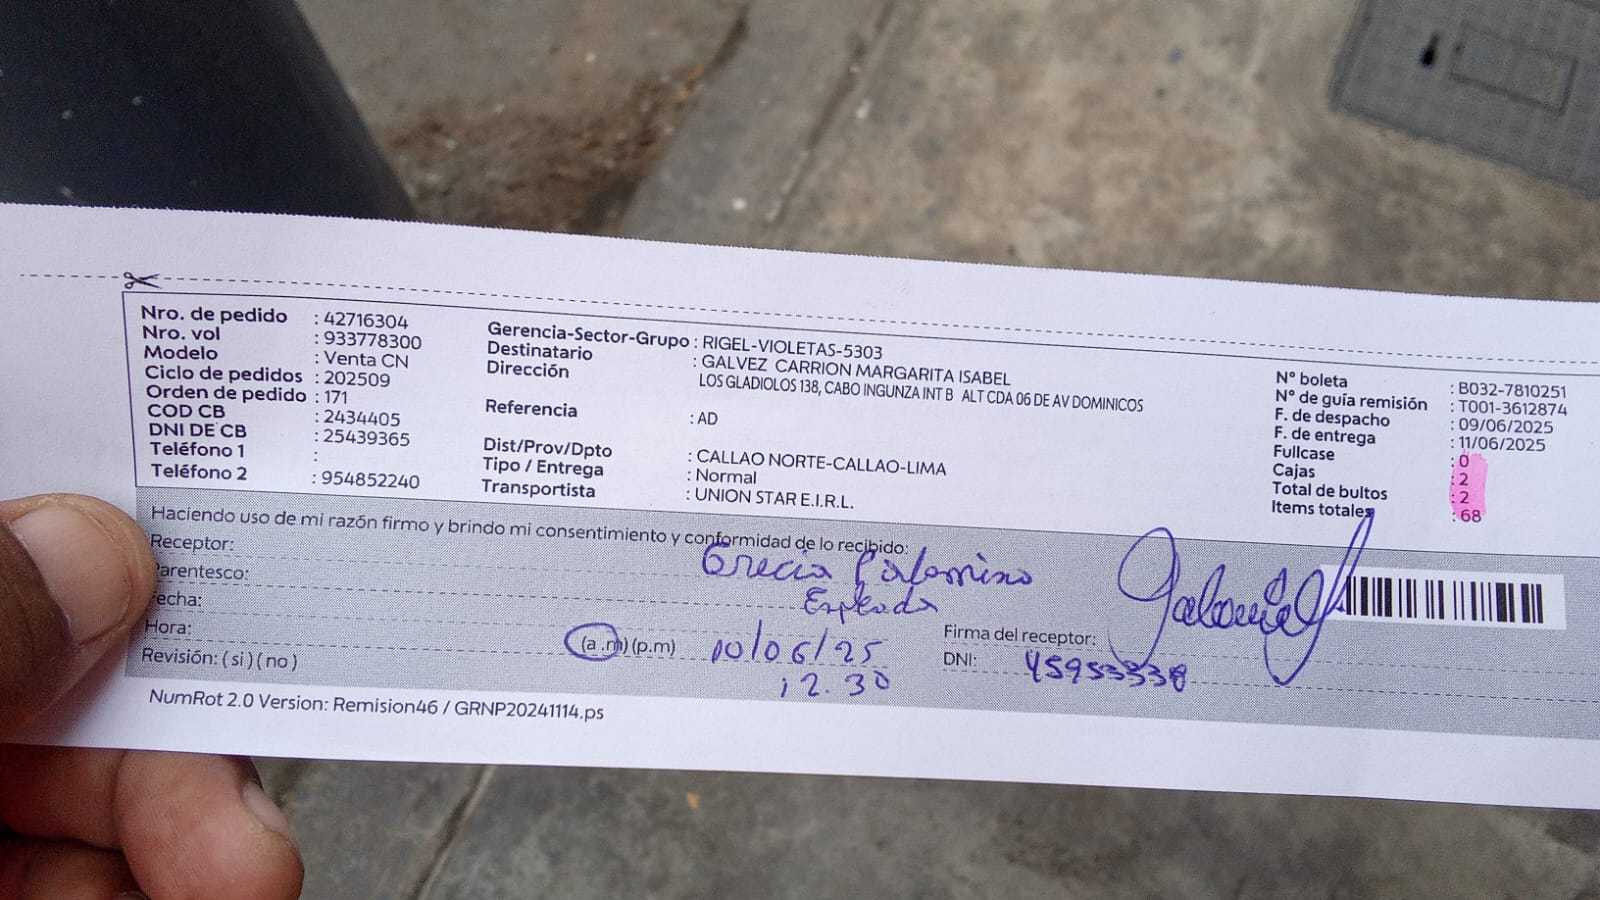 Nro. de pedido : 42716304
Nro. vol : 933778300
Modelo : Venta CN
Ciclo de pedidos : 202509
Orden de pedido : 171
COD CB : 2434405
DNI DE CB : 25439365
Teléfono 1 :
Teléfono 2 : 954852240
Gerencia-Sector-Grupo : RIGEL-VIOLETAS-5303
Destinatario : GALVEZ CARRION MARGARITA ISABEL
Dirección LOS GLADIOLOS 138, CABO INGUNZA INT B ALT CDA 06 DE AV DOMINICOS
Referencia : AD
Dist/Prov/Dpto : CALLAO NORTE-CALLAO-LIMA
Tipo / Entrega : Normal
Transportista : UNION STAR E.I.R.L.
N° boleta : B032-7810251
N° de guía remisión : T001-3612874
F. de despacho : 09/06/2025
F. de entrega : 11/06/2025
Fullcase : 0
Cajas : 2
Total de bultos : 2
Items totales : 68
Haciendo uso de mi razón firmo y brindo mi consentimiento y conformidad de lo recibido:
Receptor: Grecia Palomino
Parentesco:
Fecha: 10/06/25
Hora: (a .m) (p.m) 12.30
Revisión: ( si ) ( no )
Firma del receptor:
DNI: 45953338
NumRot 2.0 Version: Remision46 / GRNP20241114.ps